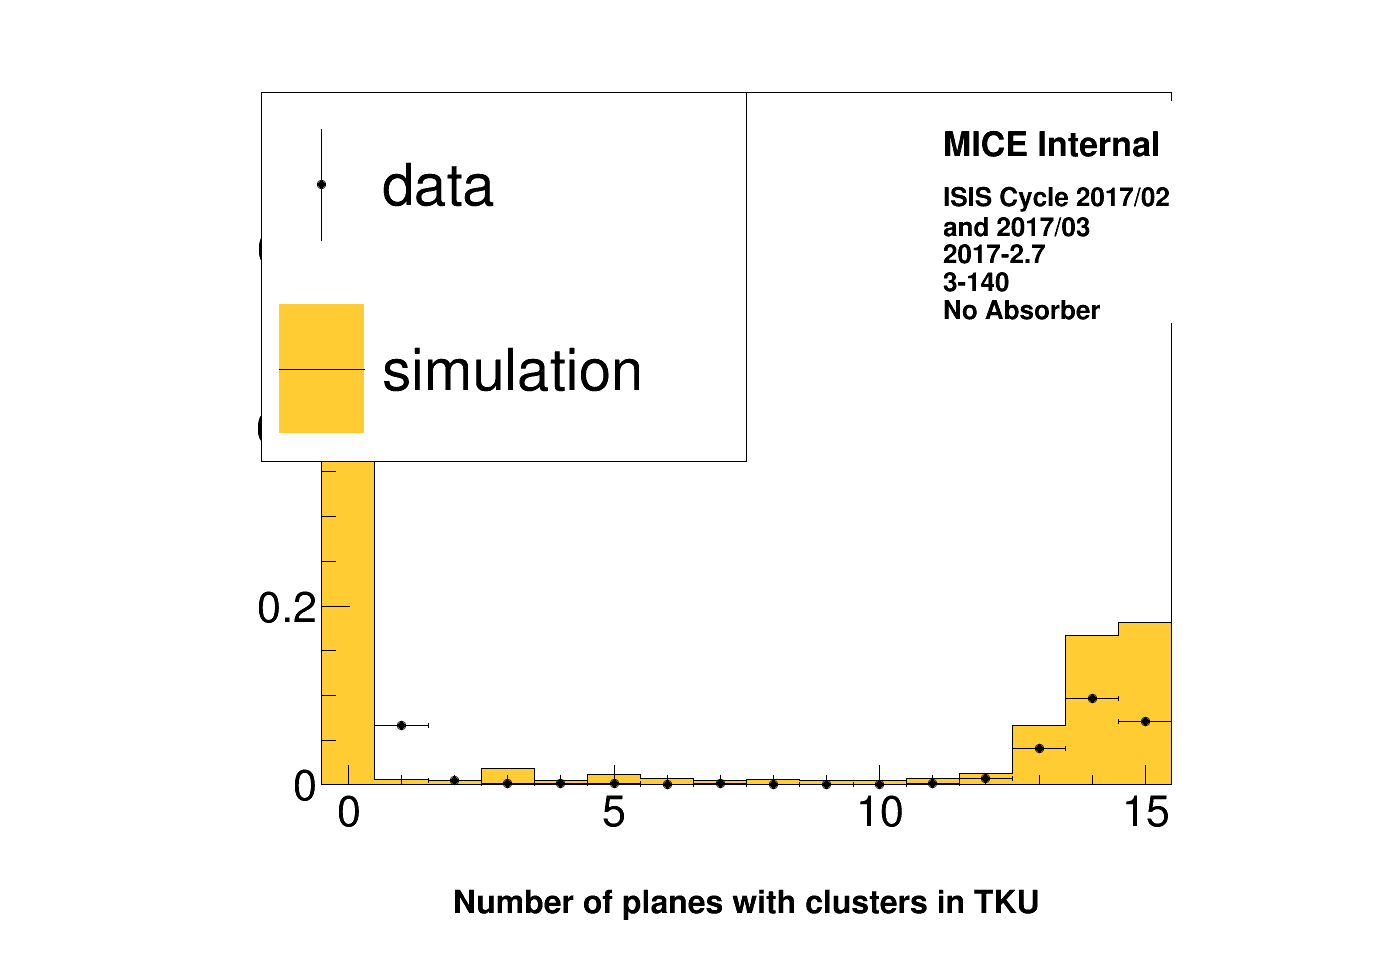 data
simulation
MICE Internal
ISIS Cycle 2017/02
and 2017/03
2017-2.7
3-140
No Absorber
0.2
0
0 5 10 15
Number of planes with clusters in TKU